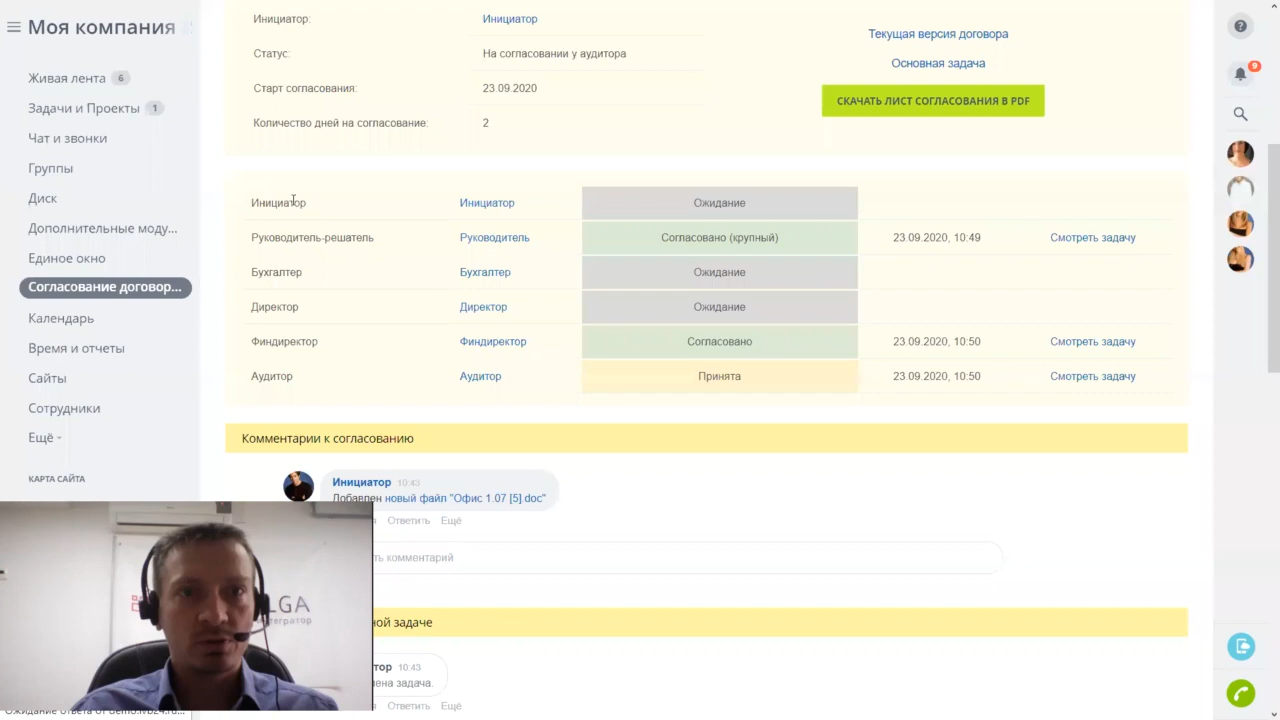 Моя компания
Живая лента 6
Задачи и Проекты 1
Чат и звонки
Группы
Диск
Дополнительные моду...
Единое окно
Согласование договор...
Календарь
Время и отчеты
Сайты
Сотрудники
Ещё
КАРТА САЙТА
Инициатор: Инициатор
Статус: На согласовании у аудитора
Старт согласования: 23.09.2020
Количество дней на согласование: 2
Текущая версия договора
Основная задача
СКАЧАТЬ ЛИСТ СОГЛАСОВАНИЯ В PDF
Инициатор Инициатор Ожидание
Руководитель-решатель Руководитель Согласовано (крупный) 23.09.2020, 10:49 Смотреть задачу
Бухгалтер Бухгалтер Ожидание
Директор Директор Ожидание
Финдиректор Финдиректор Согласовано 23.09.2020, 10:50 Смотреть задачу
Аудитор Аудитор Принята 23.09.2020, 10:50 Смотреть задачу
Комментарии к согласованию
Инициатор 10:43
Добавлен новый файл "Офис 1.07 [5].doc"
Ответить Ещё
ть комментарий
ной задаче
тор 10:43
лена задача.
Ответить Ещё
LGA
тегратор
9